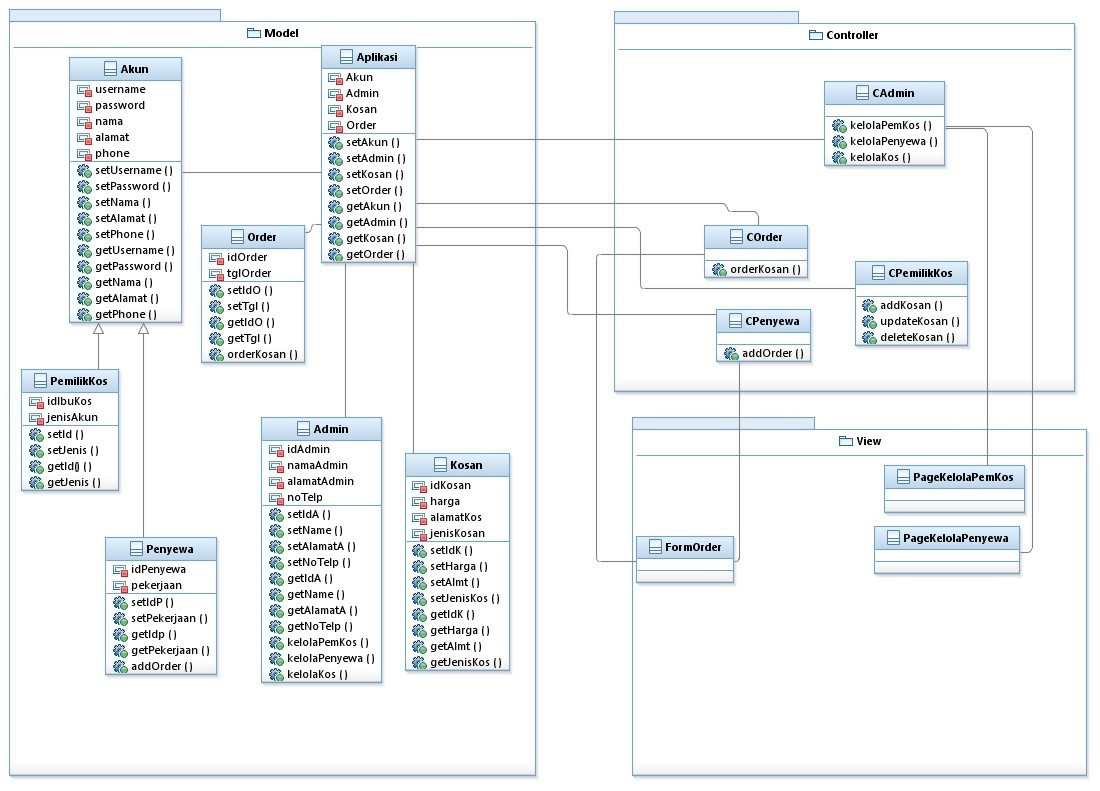 Model
Akun
username
password
nama
alamat
phone
setUsername ()
setPassword ()
setNama ()
setAlamat ()
setPhone ()
getUsername ()
getPassword ()
getNama ()
getAlamat ()
getPhone ()
Aplikasi
Akun
Admin
Kosan
Order
setAkun ()
setAdmin ()
setKosan ()
setOrder ()
getAkun ()
getAdmin ()
getKosan ()
getOrder ()
Order
idOrder
tglOrder
setIdO ()
setTgl ()
getIdO ()
getTgl ()
orderKosan ()
PemilikKos
idIbuKos
jenisAkun
setId ()
setJenis ()
getId() ()
getJenis ()
Penyewa
idPenyewa
pekerjaan
setIdP ()
setPekerjaan ()
getIdp ()
getPekerjaan ()
addOrder ()
Admin
idAdmin
namaAdmin
alamatAdmin
noTelp
setIdA ()
setName ()
setAlamatA ()
setNoTelp ()
getIdA ()
getName ()
getAlamatA ()
getNoTelp ()
kelolaPemKos ()
kelolaPenyewa ()
kelolaKos ()
Kosan
idKosan
harga
alamatKos
jenisKosan
setIdK ()
setHarga ()
setAlmt ()
setJenisKos ()
getIdK ()
getHarga ()
getAlmt ()
getJenisKos ()
Controller
CAdmin
kelolaPemKos ()
kelolaPenyewa ()
kelolaKos ()
COrder
orderKosan ()
CPemilikKos
addKosan ()
updateKosan ()
deleteKosan ()
CPenyewa
addOrder ()
View
PageKelolaPemKos
PageKelolaPenyewa
FormOrder